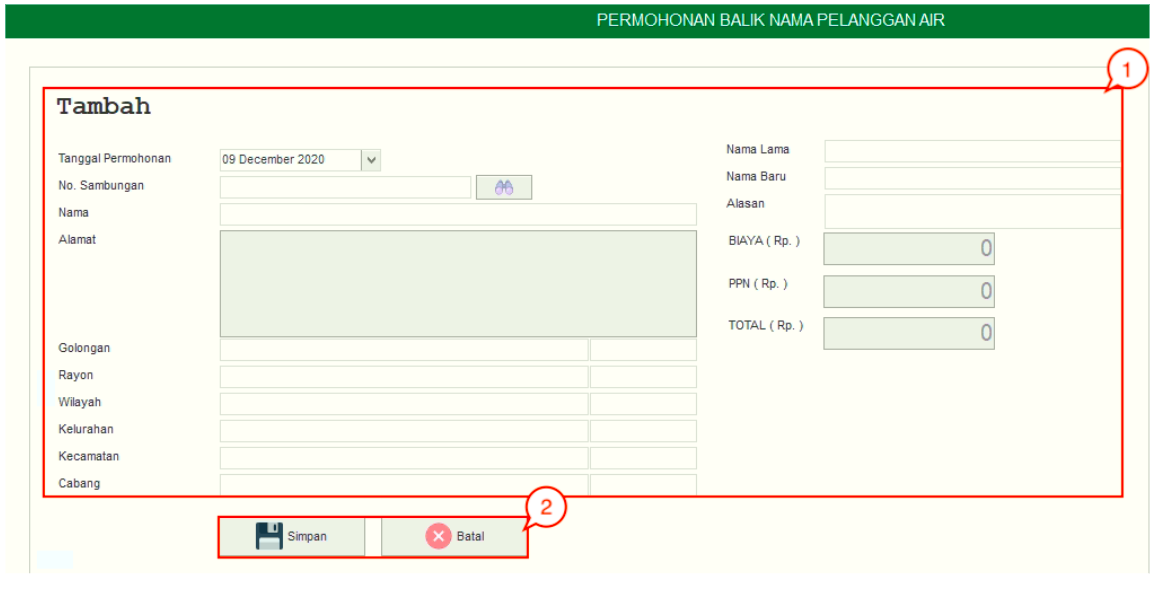 PERMOHONAN BALIK NAMA PELANGGAN AIR
1
Tambah
Tanggal Permohonan 09 December 2020
No. Sambungan
Nama
Alamat
Golongan
Rayon
Wilayah
Kelurahan
Kecamatan
Cabang
Nama Lama
Nama Baru
Alasan
BIAYA ( Rp. ) 0
PPN ( Rp. ) 0
TOTAL ( Rp. ) 0
2
Simpan Batal